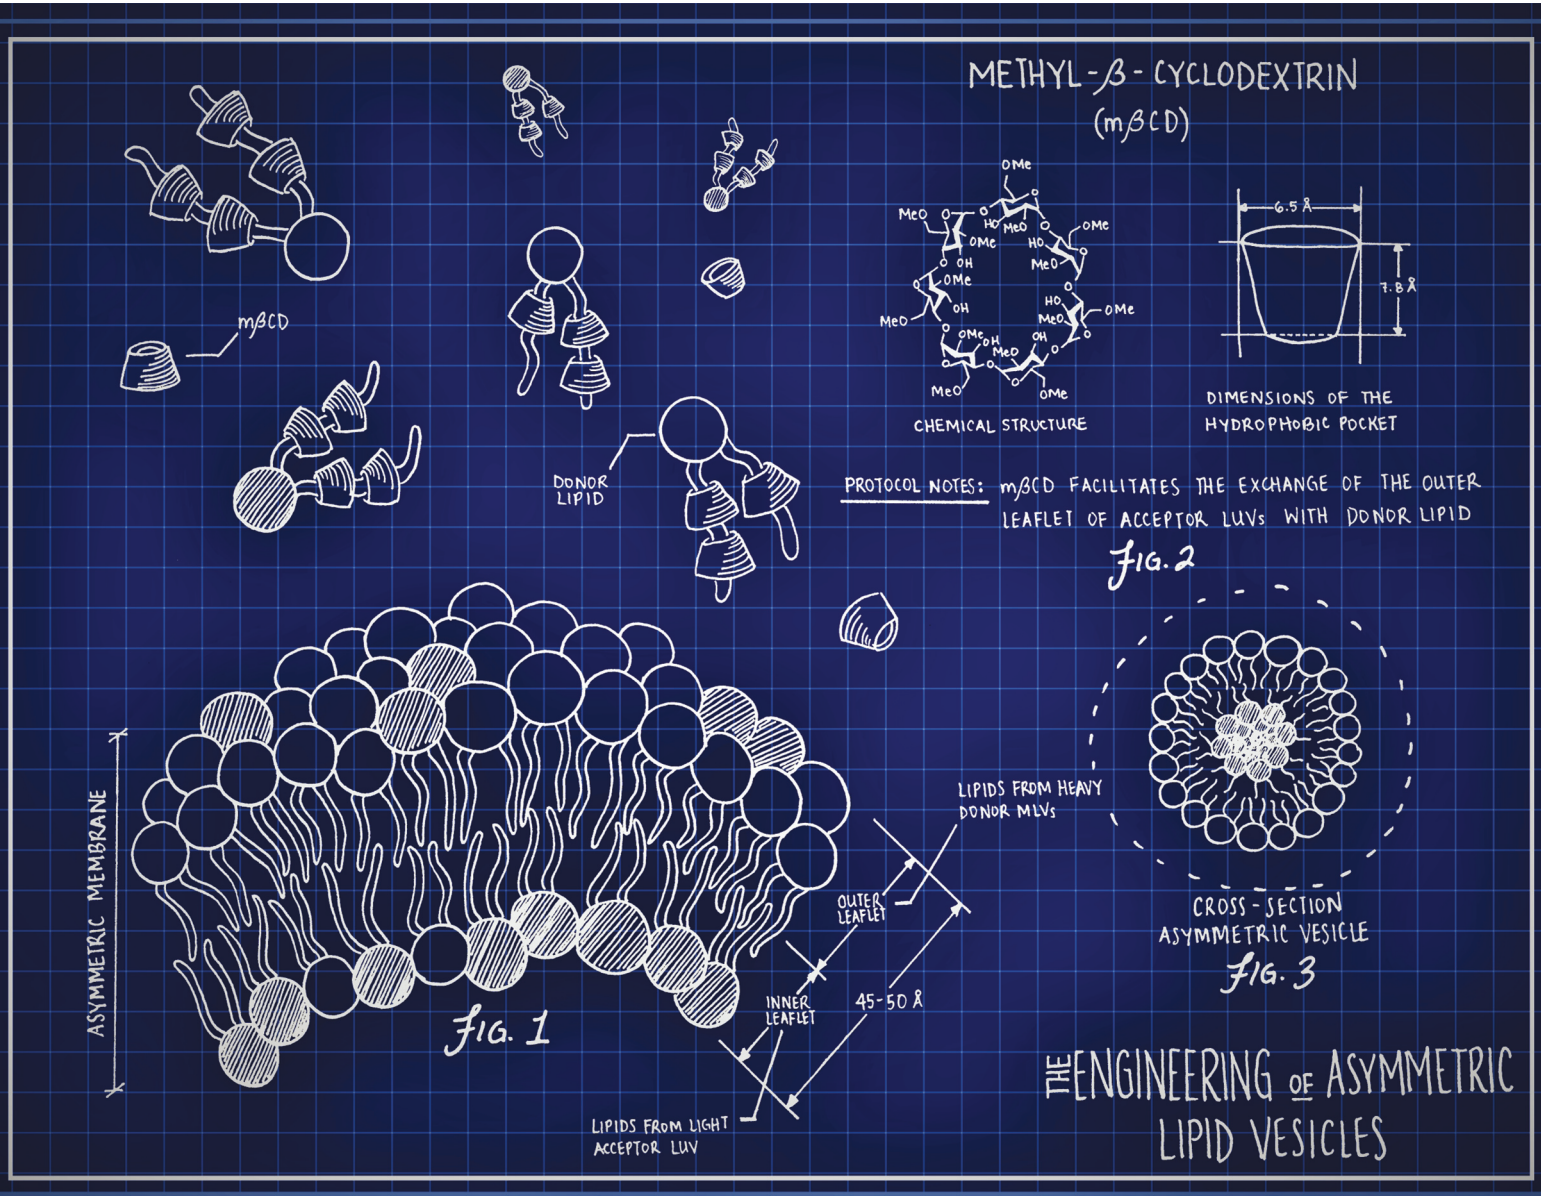 METHYL-β-CYCLODEXTRIN
(mβCD)
OMe
MeO
O
O
O
HO
MeO
O
OMe
OMe
HO
MeO
O
O
OH
O
OMe
O
OH
MeO
O
HO
MeO
OMe
O
O
OMe
OH
MeO
OH
O
O
O
O
MeO
OMe
CHEMICAL STRUCTURE
6.5 Å
7.8 Å
DIMENSIONS OF THE
HYDROPHOBIC POCKET
mβCD
DONOR
LIPID
PROTOCOL NOTES: mβCD FACILITATES THE EXCHANGE OF THE OUTER
LEAFLET OF ACCEPTOR LUVs WITH DONOR LIPID
FIG. 2
ASYMMETRIC MEMBRANE
LIPIDS FROM HEAVY
DONOR MLVs
OUTER
LEAFLET
INNER
LEAFLET
45-50 Å
FIG. 1
LIPIDS FROM LIGHT
ACCEPTOR LUV
CROSS-SECTION
ASYMMETRIC VESICLE
FIG. 3
THE ENGINEERING OF ASYMMETRIC
LIPID VESICLES